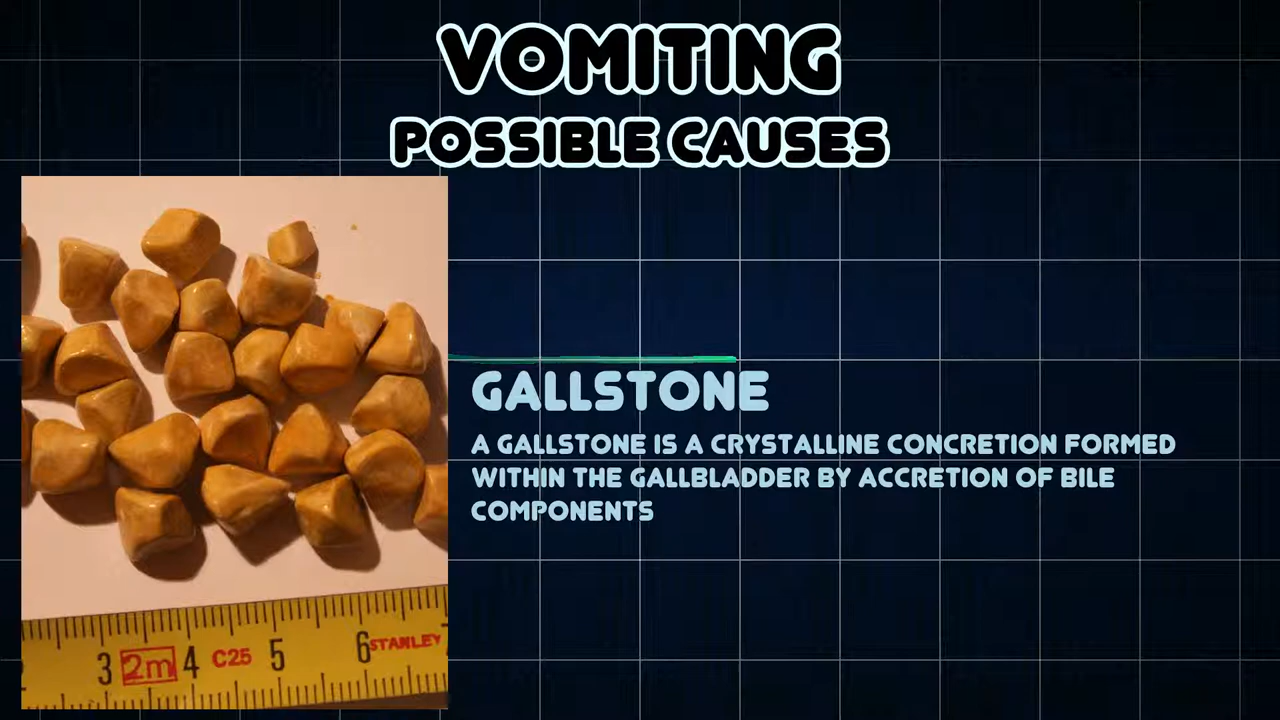 VOMITING
POSSIBLE CAUSES
GALLSTONE
A GALLSTONE IS A CRYSTALLINE CONCRETION FORMED
WITHIN THE GALLBLADDER BY ACCRETION OF BILE
COMPONENTS
3 2m 4 C25 5 6 STANLEY